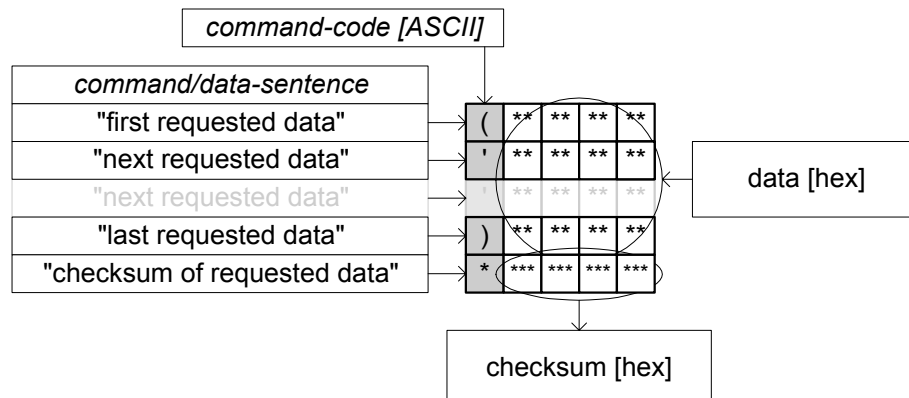 command-code [ASCII]
command/data-sentence
"first requested data" ( ** ** ** **
"next requested data" ' ** ** ** **
"next requested data" ' ** ** ** **
data [hex]
"last requested data" ) ** ** ** **
"checksum of requested data" * *** *** *** ***
checksum [hex]